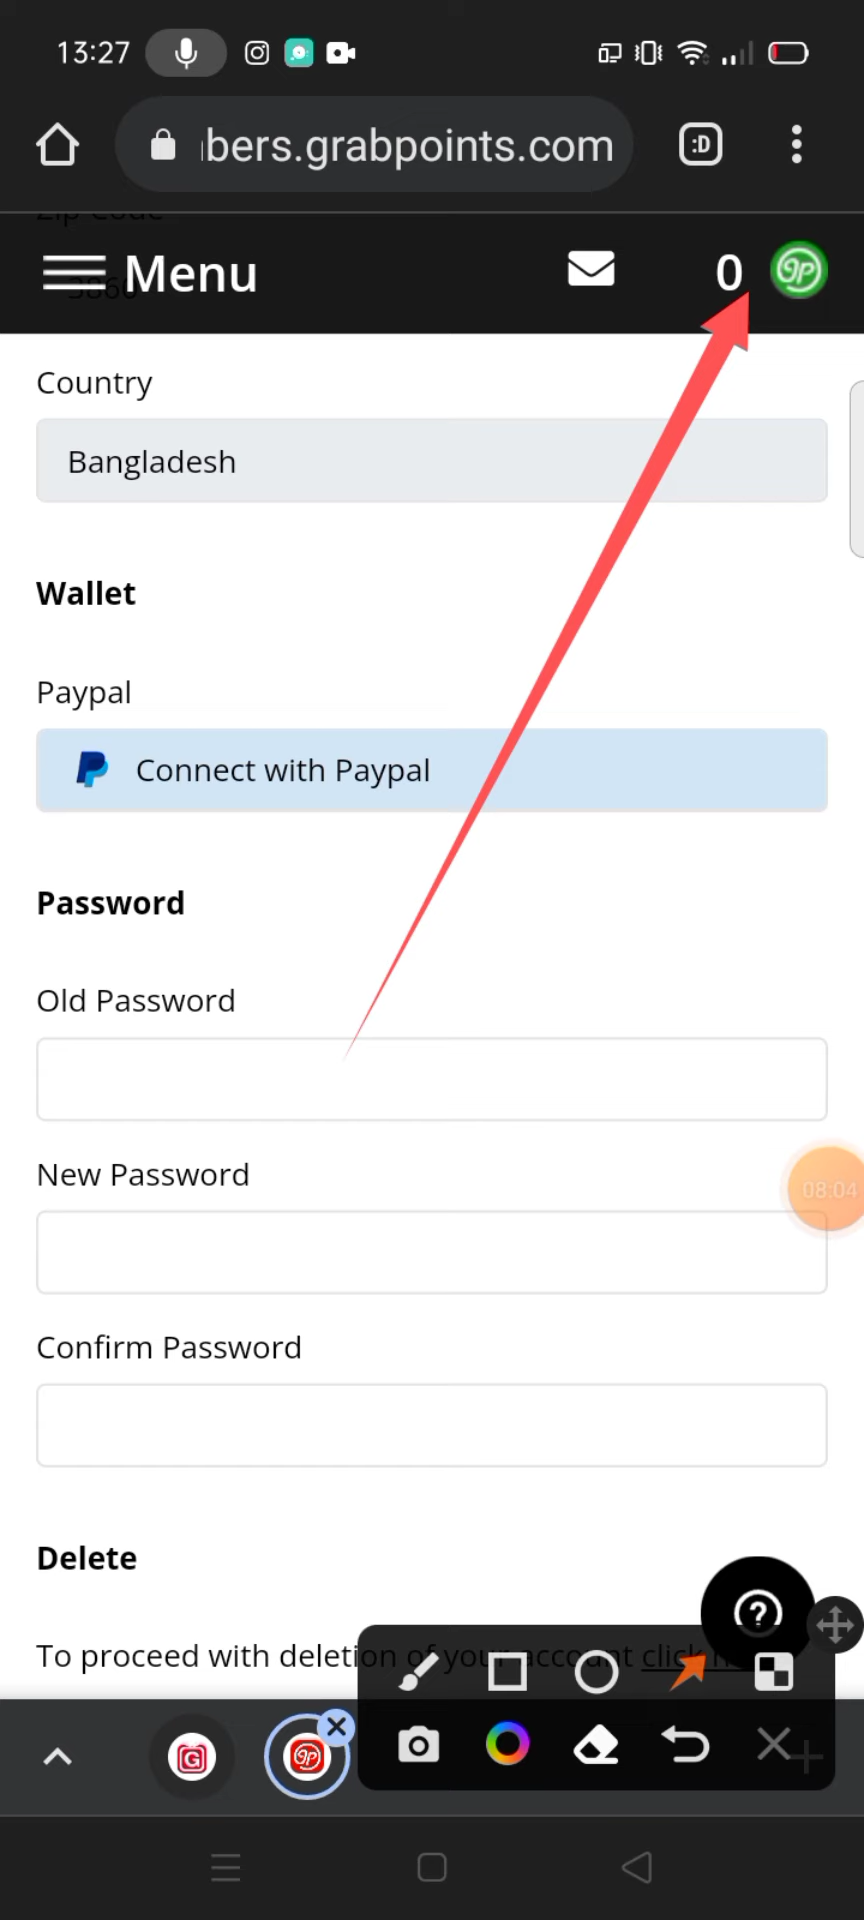 13:27
bers.grabpoints.com
:D
Zip Code
3860
Menu
0
Country
Bangladesh
Wallet
Paypal
Connect with Paypal
Password
Old Password
New Password
08:04
Confirm Password
Delete
To proceed with deletion of your account click